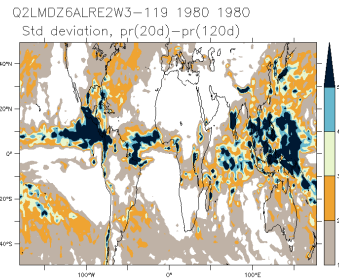 Q2LMDZ6ALRE2W3-119 1980 1980
Std deviation, pr(20d)-pr(120d)
40°N
20°N
0°
20°S
40°S
100°W
0°
100°E
5
4
3
2
1